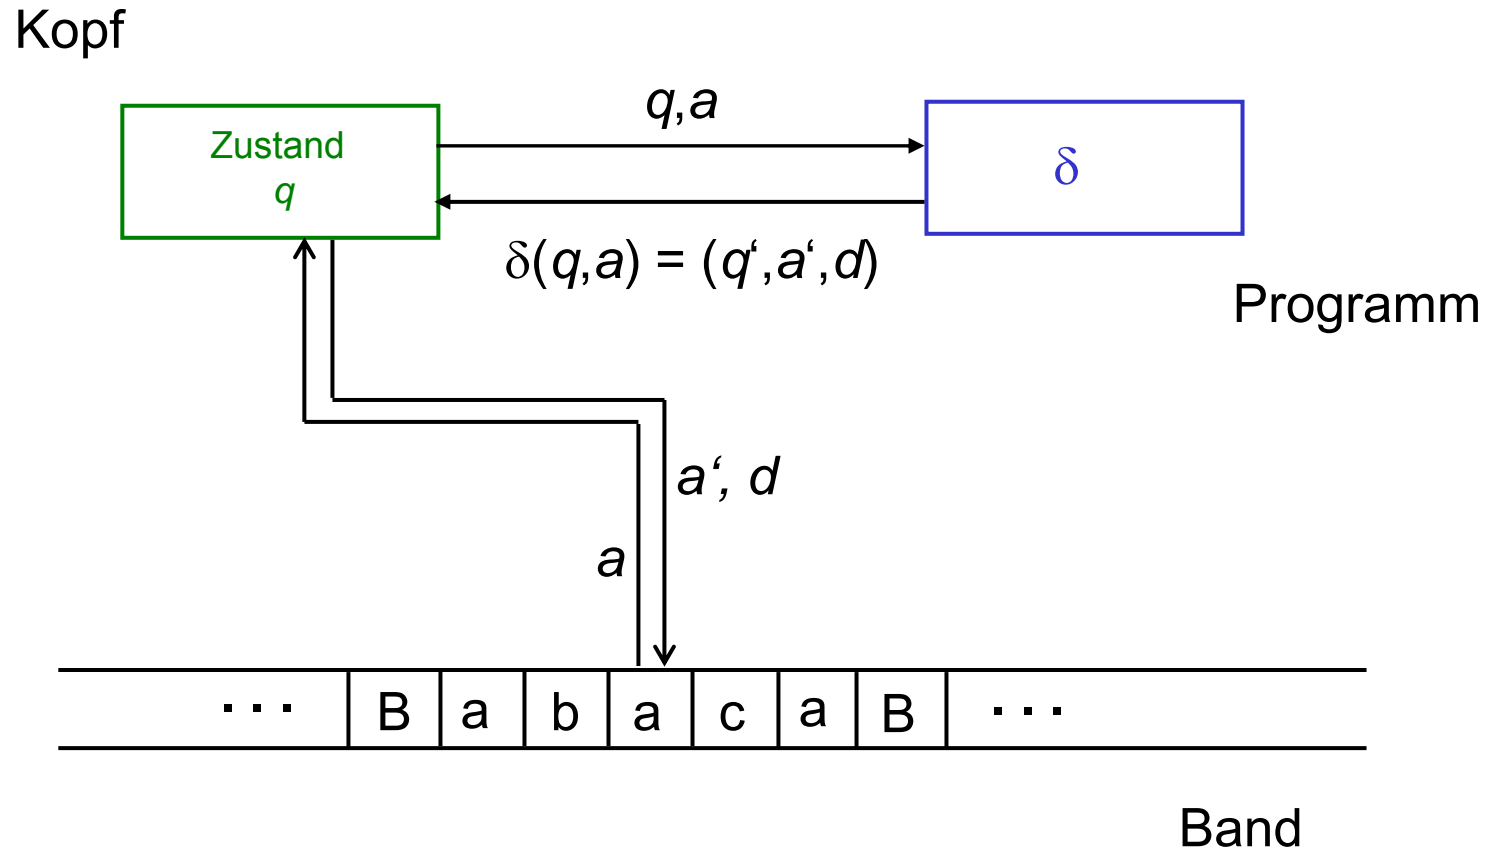 Kopf
q,a
Zustand
q
δ
δ(q,a) = (q‘,a‘,d)
Programm
a‘, d
a
... B a b a c a B ...
Band